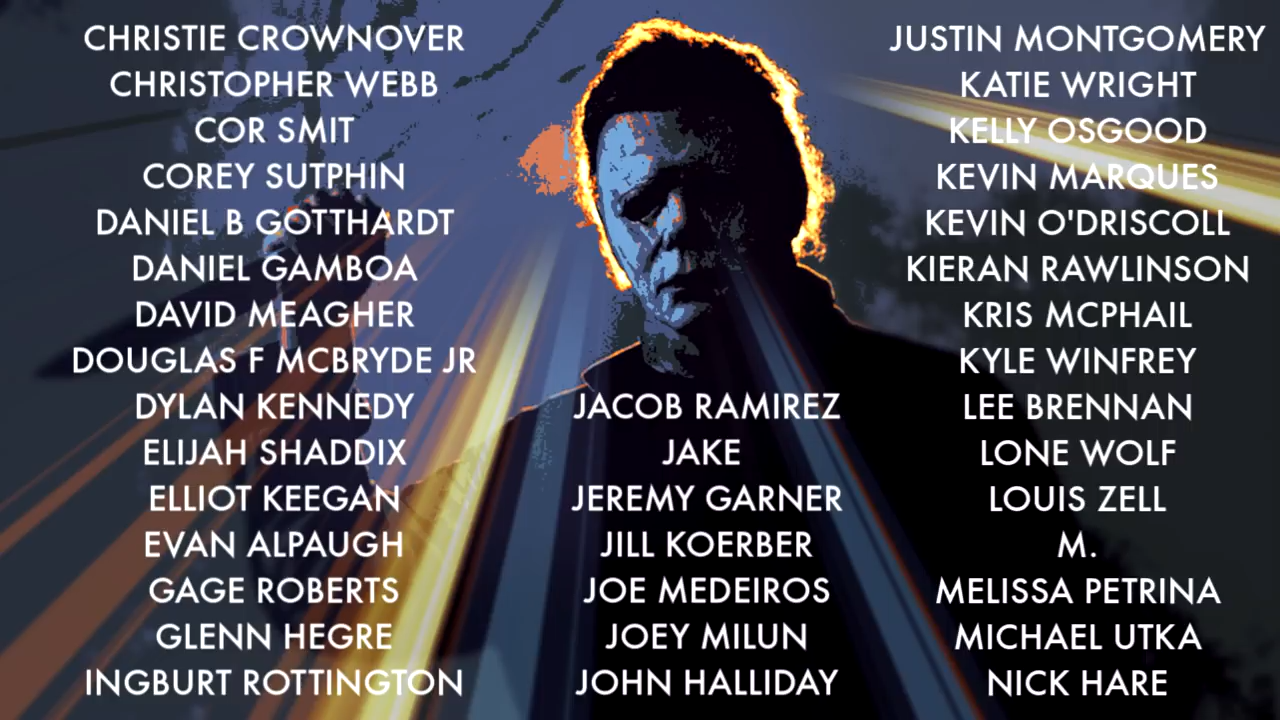 CHRISTIE CROWNOVER
CHRISTOPHER WEBB
COR SMIT
COREY SUTPHIN
DANIEL B GOTTHARDT
DANIEL GAMBOA
DAVID MEAGHER
DOUGLAS F MCBRYDE JR
DYLAN KENNEDY
ELIJAH SHADDIX
ELLIOT KEEGAN
EVAN ALPAUGH
GAGE ROBERTS
GLENN HEGRE
INGBURT ROTTINGTON
JACOB RAMIREZ
JAKE
JEREMY GARNER
JILL KOERBER
JOE MEDEIROS
JOEY MILUN
JOHN HALLIDAY
JUSTIN MONTGOMERY
KATIE WRIGHT
KELLY OSGOOD
KEVIN MARQUES
KEVIN O'DRISCOLL
KIERAN RAWLINSON
KRIS MCPHAIL
KYLE WINFREY
LEE BRENNAN
LONE WOLF
LOUIS ZELL
M.
MELISSA PETRINA
MICHAEL UTKA
NICK HARE